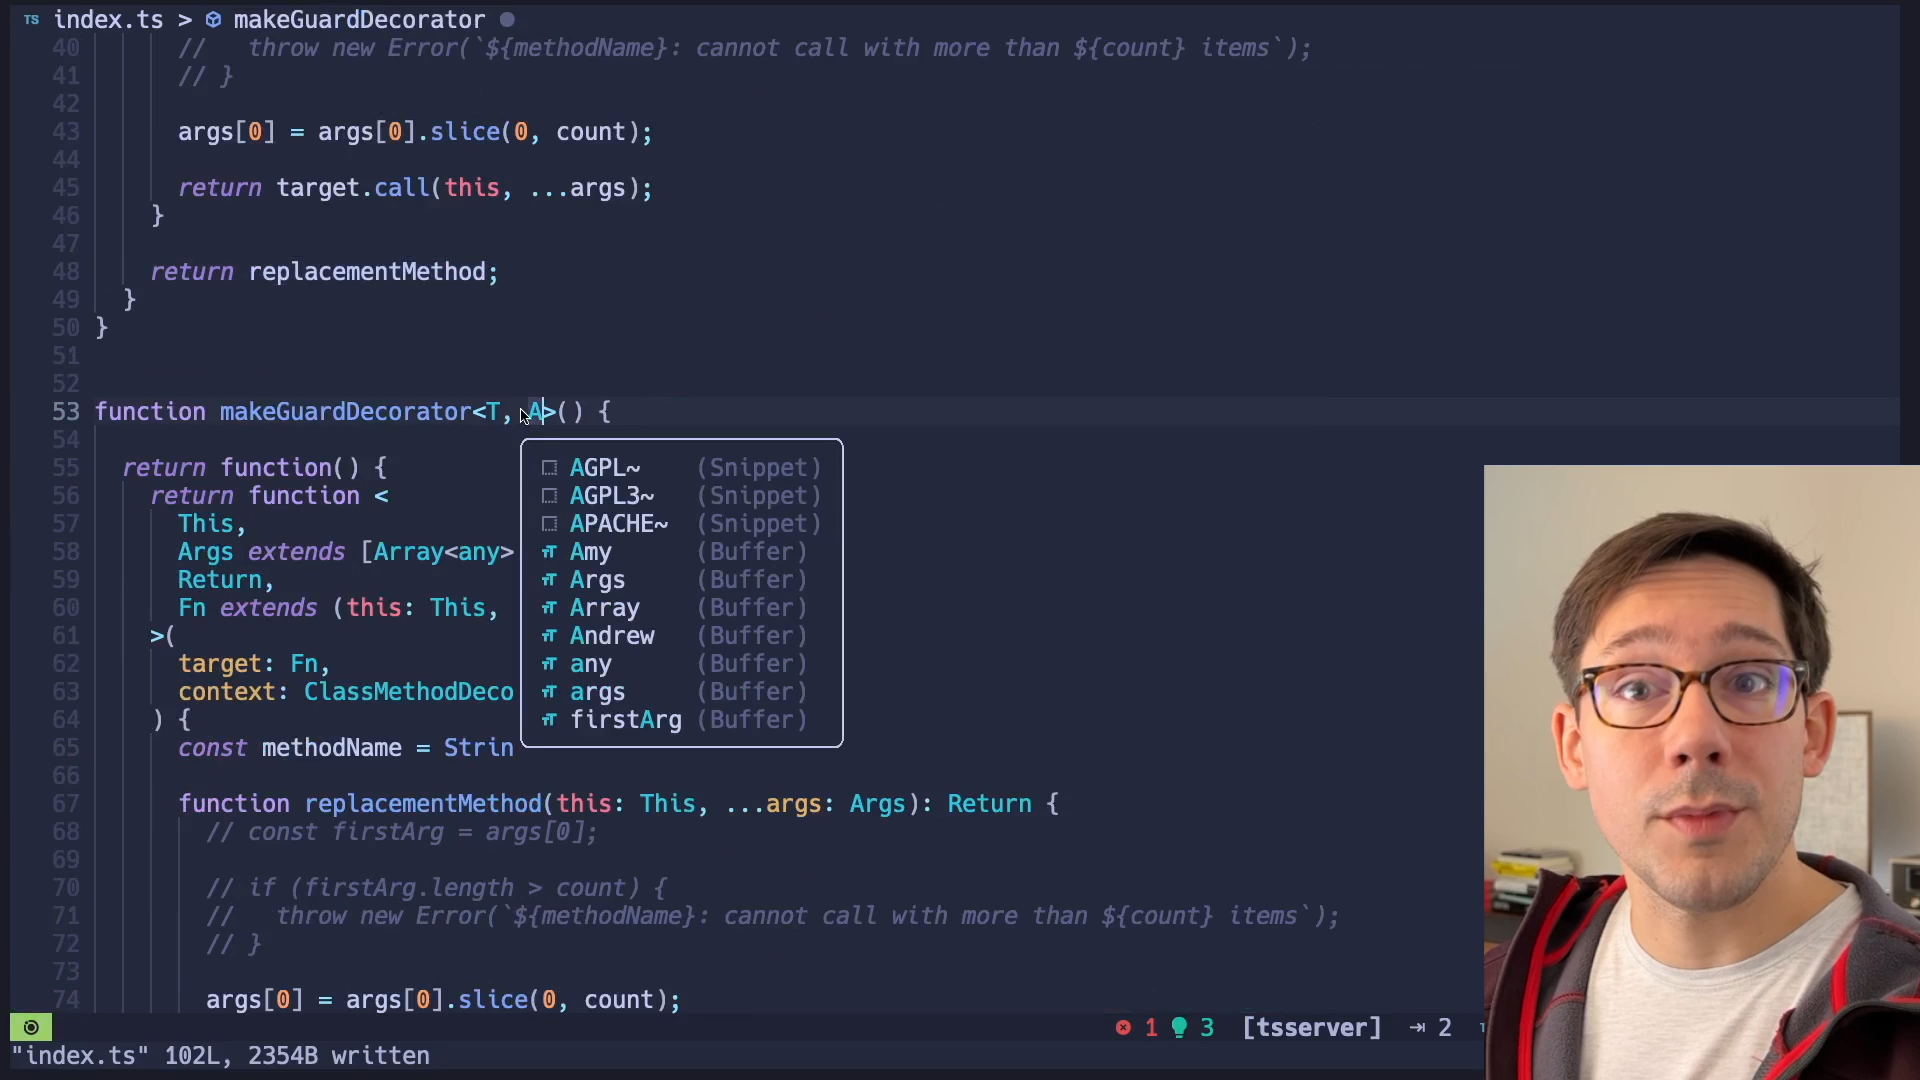 TS index.ts > makeGuardDecorator
40 //   throw new Error(`${methodName}: cannot call with more than ${count} items`);
41 // }
42
43 args[0] = args[0].slice(0, count);
44
45 return target.call(this, ...args);
46 }
47
48 return replacementMethod;
49 }
50 }
51
52
53 function makeGuardDecorator<T, A>() {
54
55 return function() {
56 return function <
57 This,
58 Args extends [Array<any>
59 Return,
60 Fn extends (this: This,
61 >(
62 target: Fn,
63 context: ClassMethodDeco
64 ) {
65 const methodName = Strin
66
67 function replacementMethod(this: This, ...args: Args): Return {
68 // const firstArg = args[0];
69
70 // if (firstArg.length > count) {
71 //   throw new Error(`${methodName}: cannot call with more than ${count} items`);
72 // }
73
74 args[0] = args[0].slice(0, count);
AGPL~ (Snippet)
AGPL3~ (Snippet)
APACHE~ (Snippet)
Amy (Buffer)
Args (Buffer)
Array (Buffer)
Andrew (Buffer)
any (Buffer)
args (Buffer)
firstArg (Buffer)
1 3 [tsserver] ⇥ 2
"index.ts" 102L, 2354B written